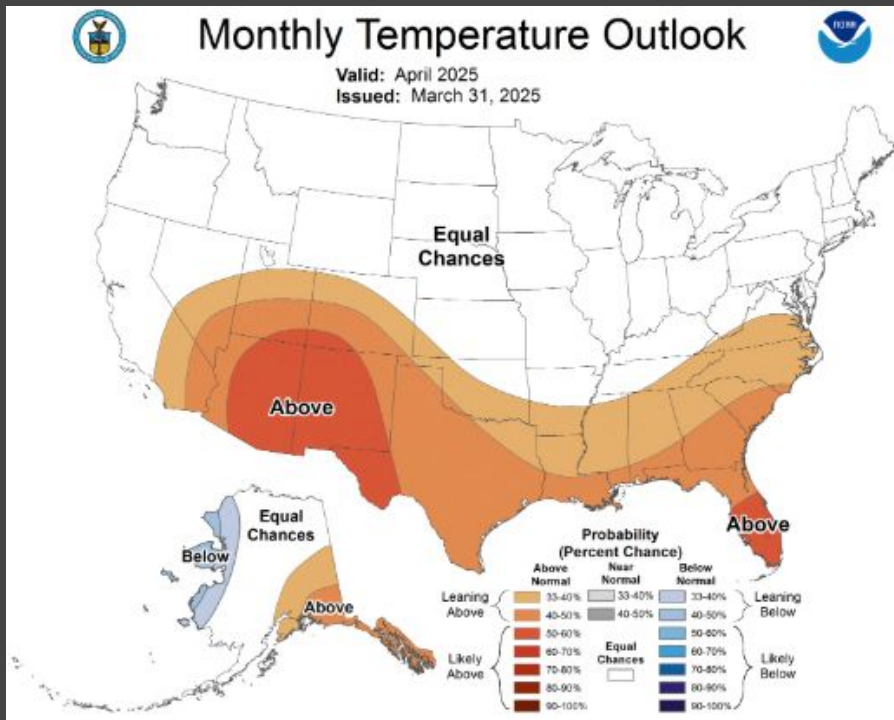 Monthly Temperature Outlook
Valid: April 2025
Issued: March 31, 2025
NOAA
Equal
Chances
Above
Above
Equal
Chances
Below
Above
Probability
(Percent Chance)
Above
Normal
Near
Normal
Below
Normal
Leaning
Above
33-40%
33-40%
33-40%
Leaning
Below
40-50%
40-50%
40-50%
Likely
Above
50-60%
60-70%
70-80%
80-90%
90-100%
Equal
Chances
50-60%
60-70%
70-80%
80-90%
90-100%
Likely
Below